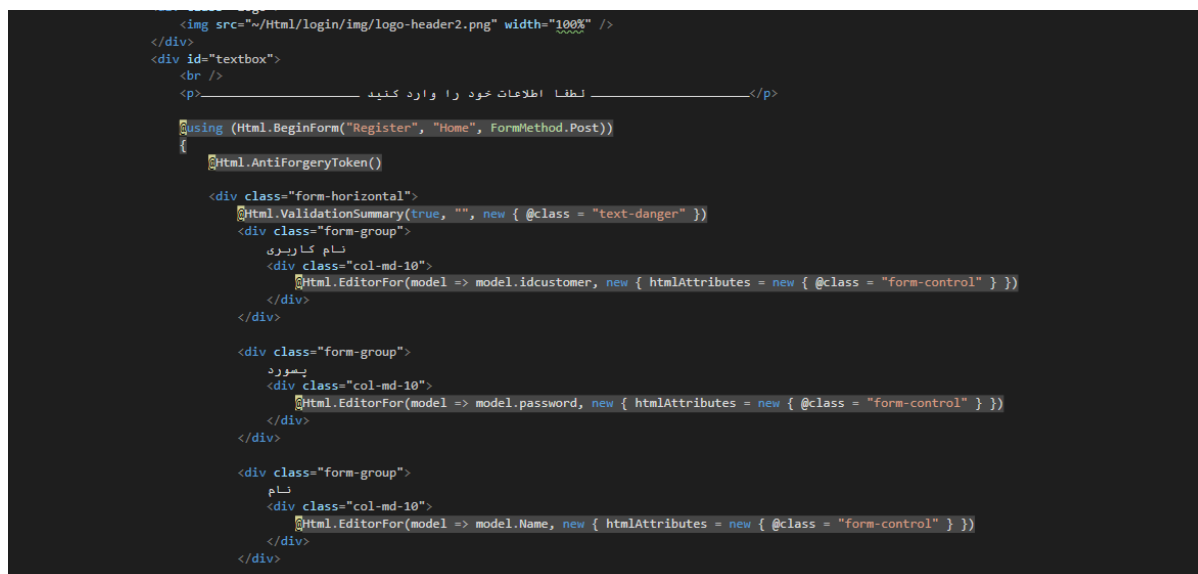 <img src="~/Html/login/img/logo-header2.png" width="100%" />
</div>
<div id="textbox">
<br />
<p>ـــــــــــــــــــــــــــــ لطفا اطلاعات خود را وارد کنید ـــــــــــــــــــــــــــــ</p>
@using (Html.BeginForm("Register", "Home", FormMethod.Post))
{
@Html.AntiForgeryToken()
<div class="form-horizontal">
@Html.ValidationSummary(true, "", new { @class = "text-danger" })
<div class="form-group">
نام کاربری
<div class="col-md-10">
@Html.EditorFor(model => model.idcustomer, new { htmlAttributes = new { @class = "form-control" } })
</div>
</div>
<div class="form-group">
پسورد
<div class="col-md-10">
@Html.EditorFor(model => model.password, new { htmlAttributes = new { @class = "form-control" } })
</div>
</div>
<div class="form-group">
نام
<div class="col-md-10">
@Html.EditorFor(model => model.Name, new { htmlAttributes = new { @class = "form-control" } })
</div>
</div>